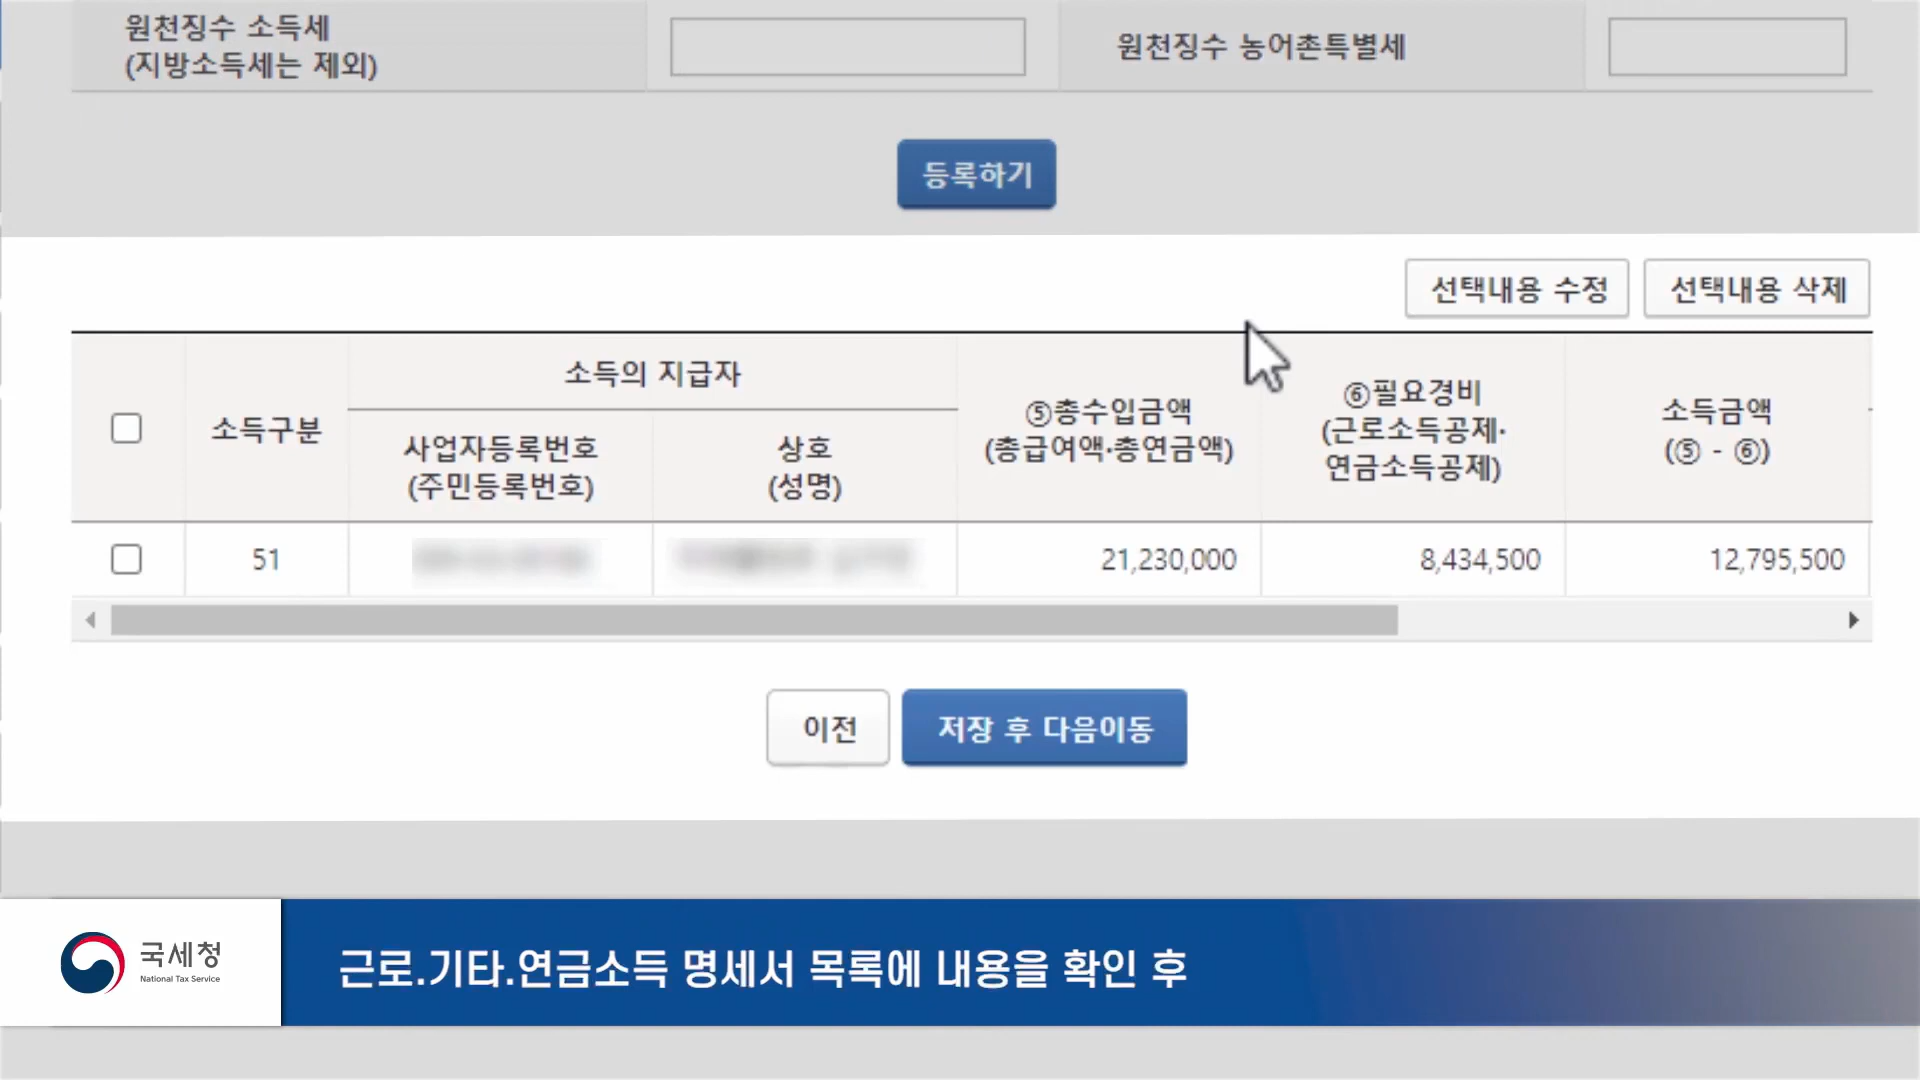 원천징수 소득세
(지방소득세는 제외)
원천징수 농어촌특별세
등록하기
선택내용 수정
선택내용 삭제
소득구분
소득의 지급자
사업자등록번호
(주민등록번호)
상호
(성명)
⑤총수입금액
(총급여액·총연금액)
⑥필요경비
(근로소득공제·
연금소득공제)
소득금액
(⑤ - ⑥)
51
21,230,000
8,434,500
12,795,500
이전
저장 후 다음이동
국세청
National Tax Service
근로.기타.연금소득 명세서 목록에 내용을 확인 후